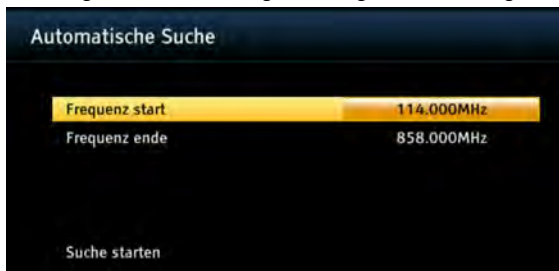 Automatische Suche
Frequenz start 114.000MHz
Frequenz ende 858.000MHz
Suche starten